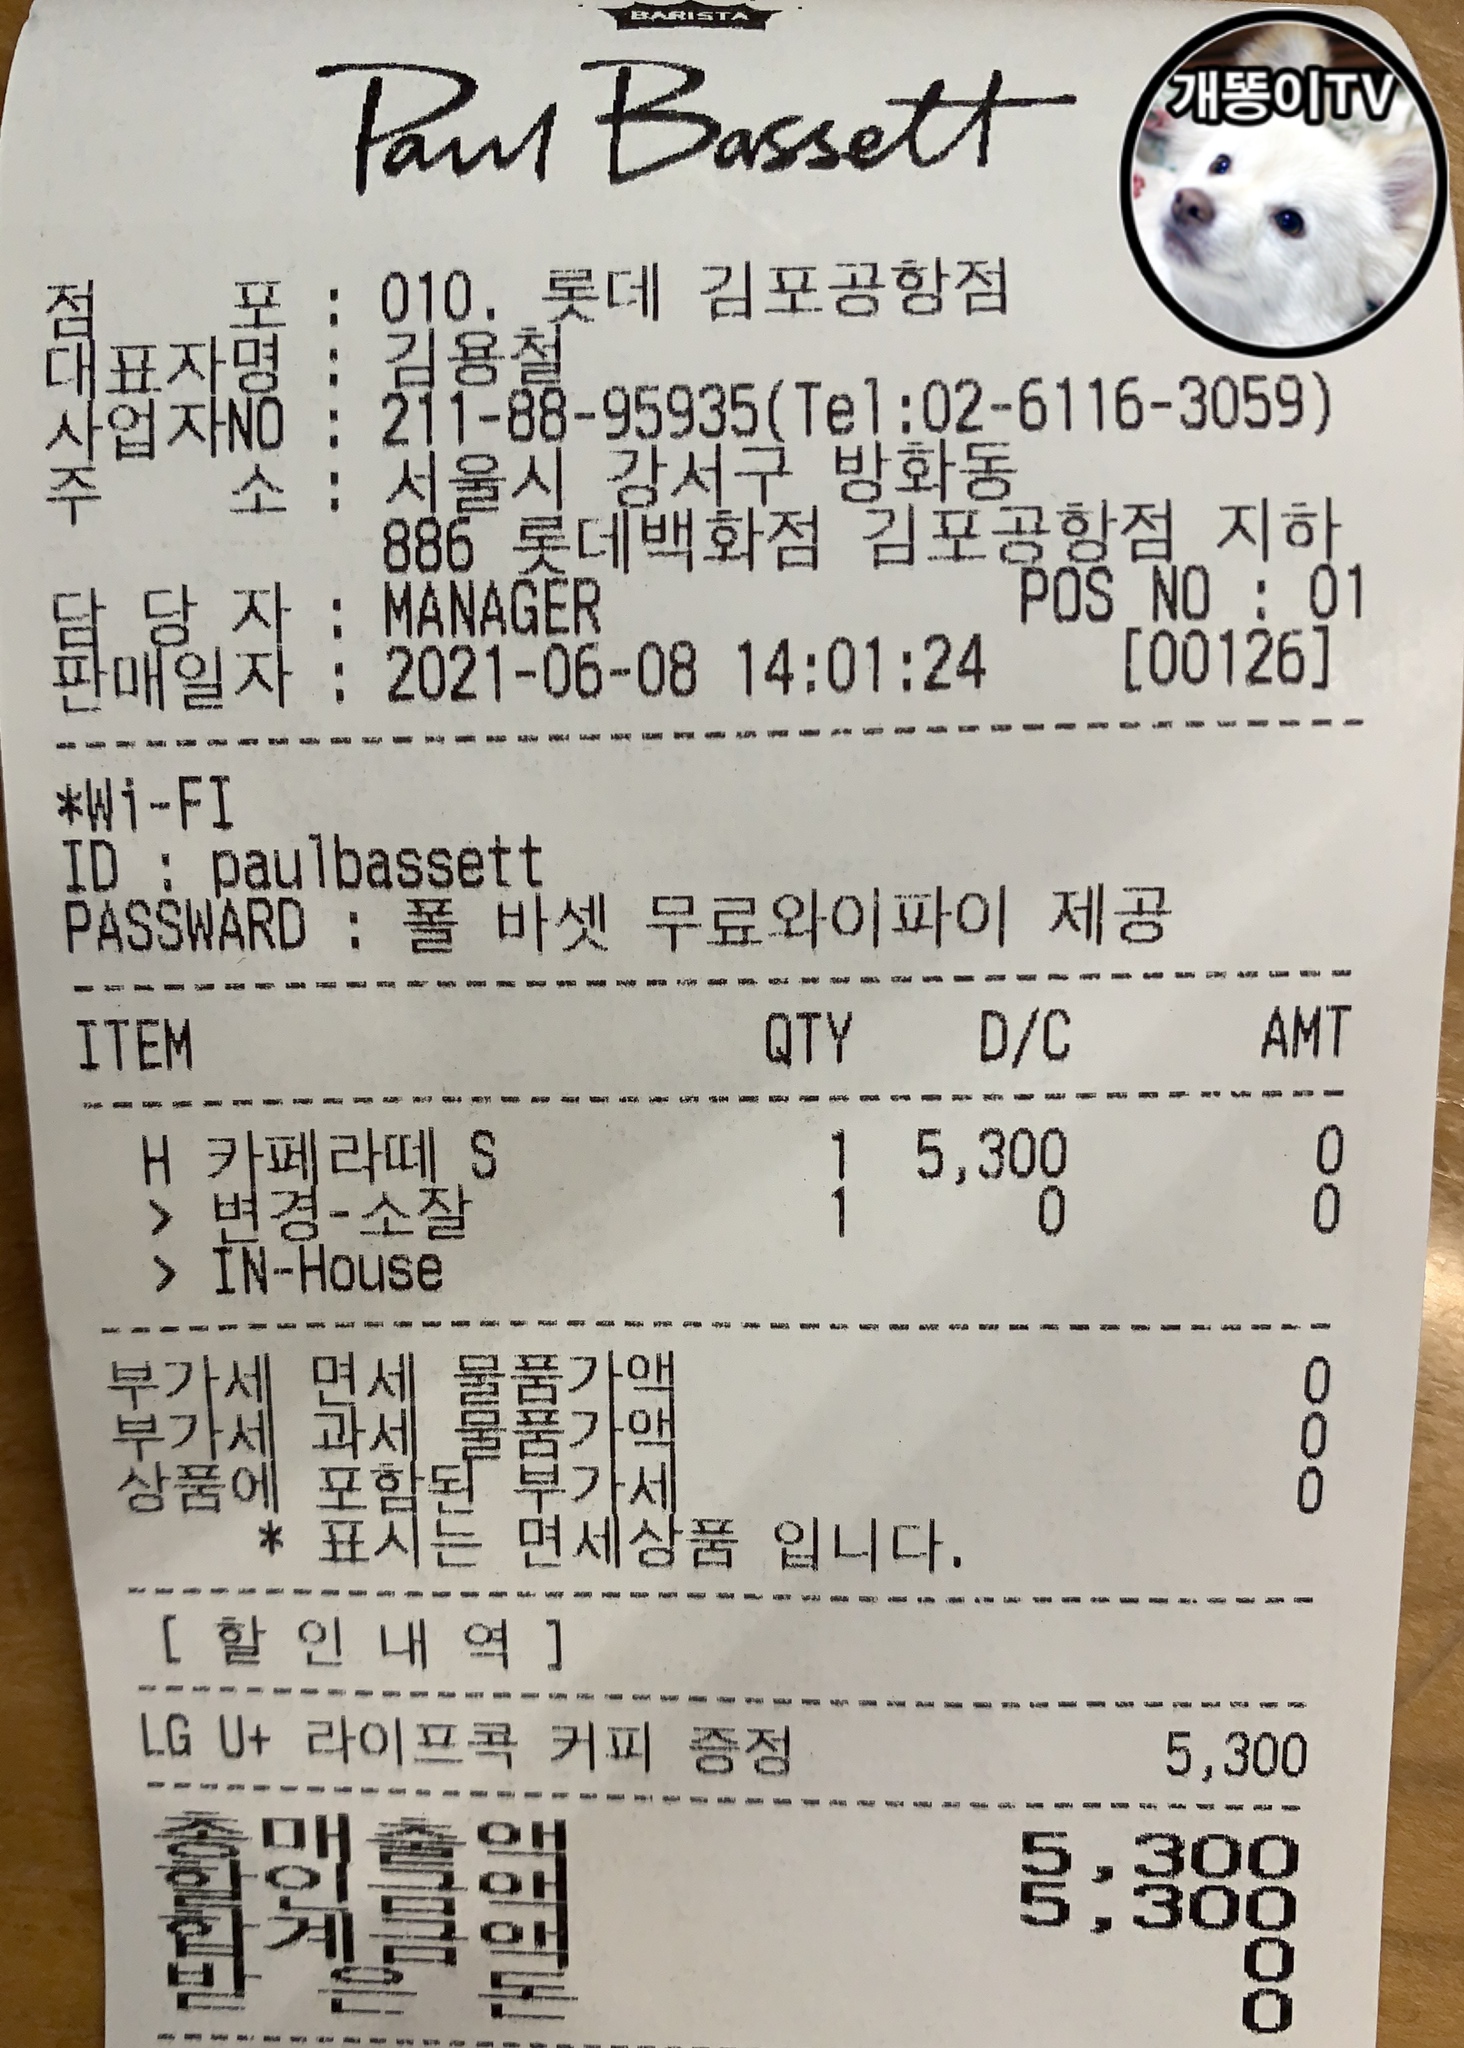 BARISTA
Paul Bassett
개똥이TV
점 포 : 010. 롯데 김포공항점
대표자명 : 김용철
사업자NO : 211-88-95935(Tel:02-6116-3059)
주 소 : 서울시 강서구 방화동
886 롯데백화점 김포공항점 지하
담 당 자 : MANAGER POS NO : 01
판매일자 : 2021-06-08 14:01:24 [00126]
*Wi-FI
ID : paulbassett
PASSWARD : 폴 바셋 무료와이파이 제공
ITEM QTY D/C AMT
H 카페라떼 S 1 5,300 0
> 변경-소잘 1 0 0
> IN-House
부가세 면세 물품가액 0
부가세 과세 물품가액 0
상품에 포함된 부가세 0
* 표시는 면세상품 입니다.
[ 할 인 내 역 ]
LG U+ 라이프콕 커피 증정 5,300
총매출액 5,300
할인금액 5,300
합계금액 0
받 은 돈 0